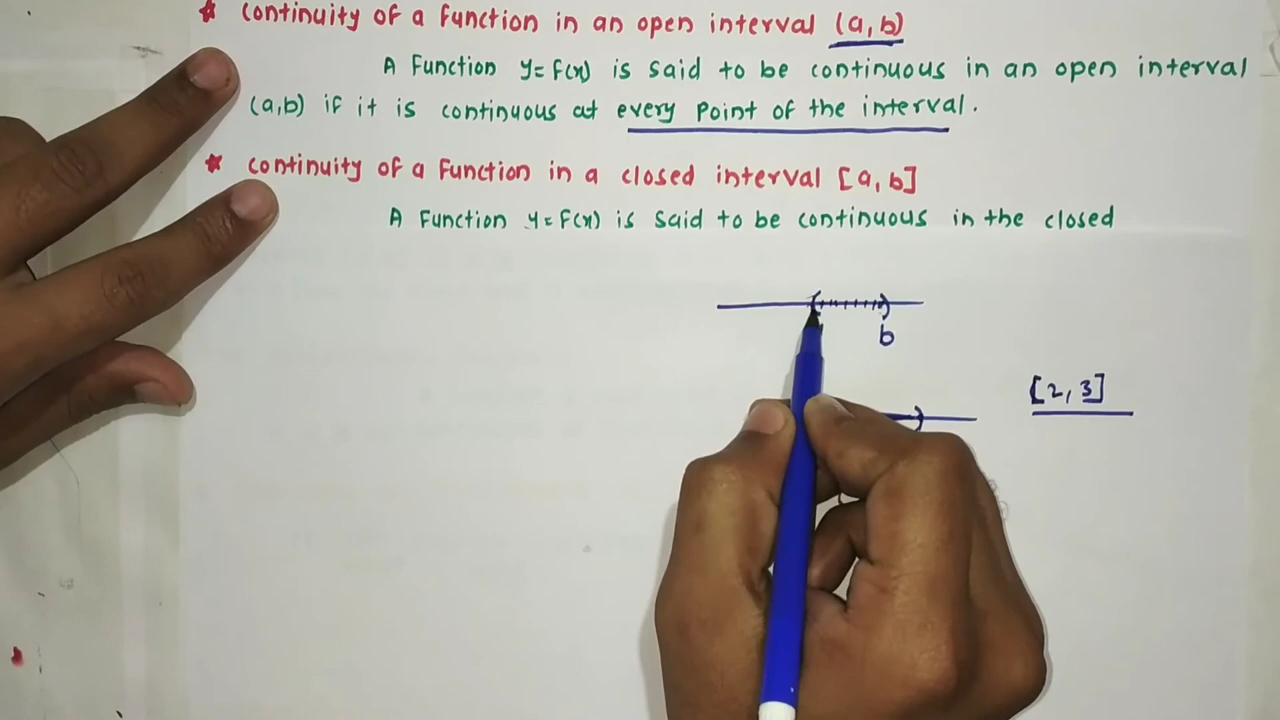 * continuity of a function in an open interval (a, b)
A Function y = F(x) is said to be continuous in an open interval
(a,b) if it is continuous at every point of the interval.
* continuity of a Function in a closed interval [a, b]
A Function y = F(x) is said to be continuous in the closed
b
[2, 3]